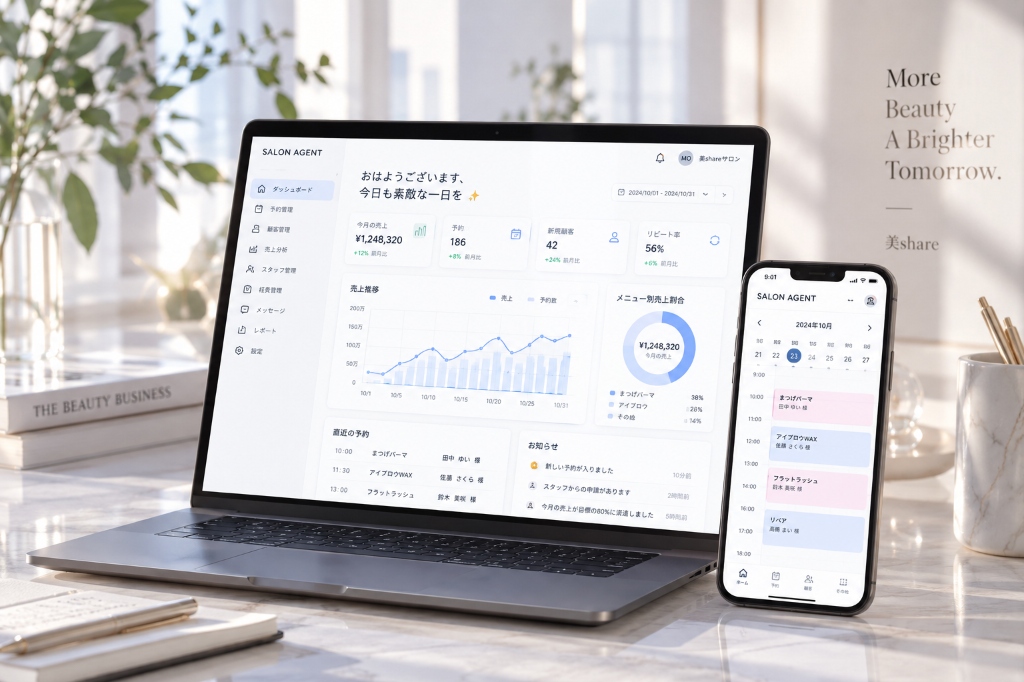 More
Beauty
A Brighter
Tomorrow.
美share
THE BEAUTY BUSINESS
SALON AGENT
MO 美shareサロン
ダッシュボード
予約管理
顧客管理
売上分析
スタッフ管理
経費管理
メッセージ
レポート
設定
おはようございます、
今日も素敵な一日を ✨
2024/10/01 - 2024/10/31
今月の売上
¥1,248,320
+12% 前月比
予約
186
+8% 前月比
新規顧客
42
+24% 前月比
リピート率
56%
+6% 前月比
売上推移
売上 予約数
200万
150万
100万
50万
0
10/1 10/5 10/10 10/15 10/20 10/25 10/31
メニュー別売上割合
¥1,248,320
今月の売上
まつげパーマ 38%
アイブロウ 28%
その他 14%
直近の予約
10:00 まつげパーマ 田中 ゆい 様
11:30 アイブロウWAX 佐藤 さくら 様
13:00 フラットラッシュ 鈴木 美咲 様
お知らせ
新しい予約が入りました 10分前
スタッフからの申請があります 2時間前
今月の売上が目標の80%に到達しました 5時間前
9:01
SALON AGENT
2024年10月
21 22 23 24 25 26 27
9:00
10:00
11:00
12:00
13:00
14:00
16:00
17:00
18:00
まつげパーマ
田中 ゆい 様
アイブロウWAX
佐藤 さくら 様
フラットラッシュ
鈴木 美咲 様
リペア
高橋 まい 様
ホーム 予約